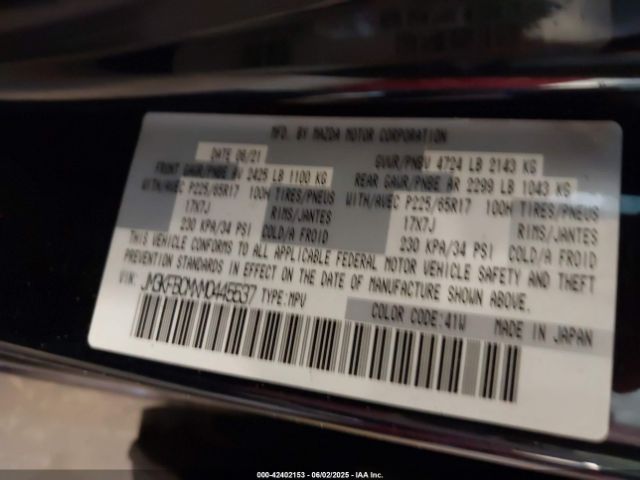 MFD. BY MAZDA MOTOR CORPORATION
DATE 06/21 GVWR/PNBV 4724 LB 2143 KG
FRONT GAWR/PNBE AV 2425 LB 1100 KG REAR GAWR/PNBE AR 2299 LB 1043 KG
WITH/AVEC P225/65R17 100H TIRES/PNEUS WITH/AVEC P225/65R17 100H TIRES/PNEUS
17X7J RIMS/JANTES 17X7J RIMS/JANTES
230 KPA/34 PSI COLD/A FROID 230 KPA/34 PSI COLD/A FROID
THIS VEHICLE CONFORMS TO ALL APPLICABLE FEDERAL MOTOR VEHICLE SAFETY AND THEFT
PREVENTION STANDARDS IN EFFECT ON THE DATE OF MANUFACTURE SHOWN ABOVE.
VIN: TYPE: MPV
COLOR CODE: 41W MADE IN JAPAN
000-42402153 - 06/02/2025 - IAA Inc.